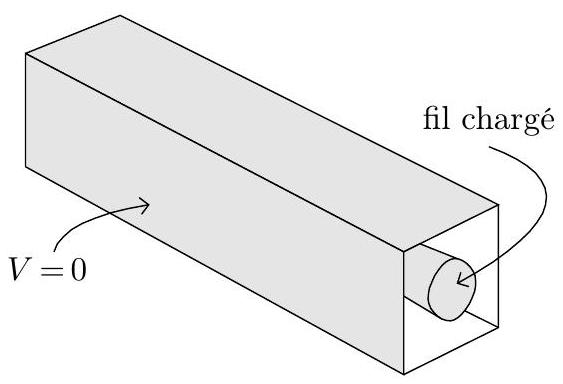 fil chargé
V = 0